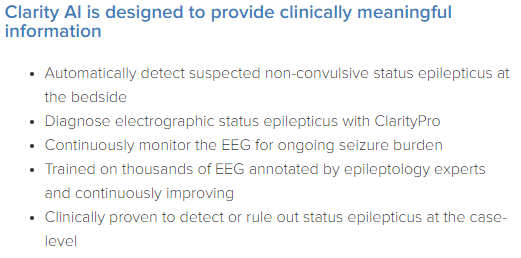 Clarity AI is designed to provide clinically meaningful
information
• Automatically detect suspected non-convulsive status epilepticus at
the bedside
• Diagnose electrographic status epilepticus with ClarityPro
• Continuously monitor the EEG for ongoing seizure burden
• Trained on thousands of EEG annotated by epileptology experts
and continuously improving
• Clinically proven to detect or rule out status epilepticus at the case-
level